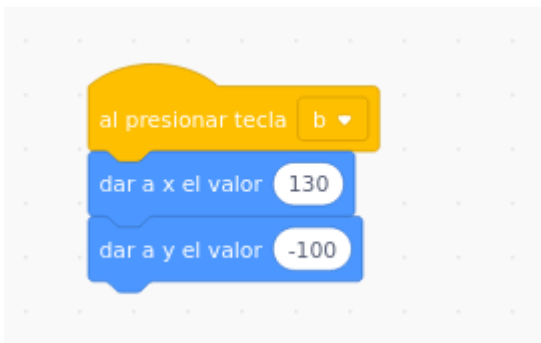 al presionar tecla b
dar a x el valor 130
dar a y el valor -100